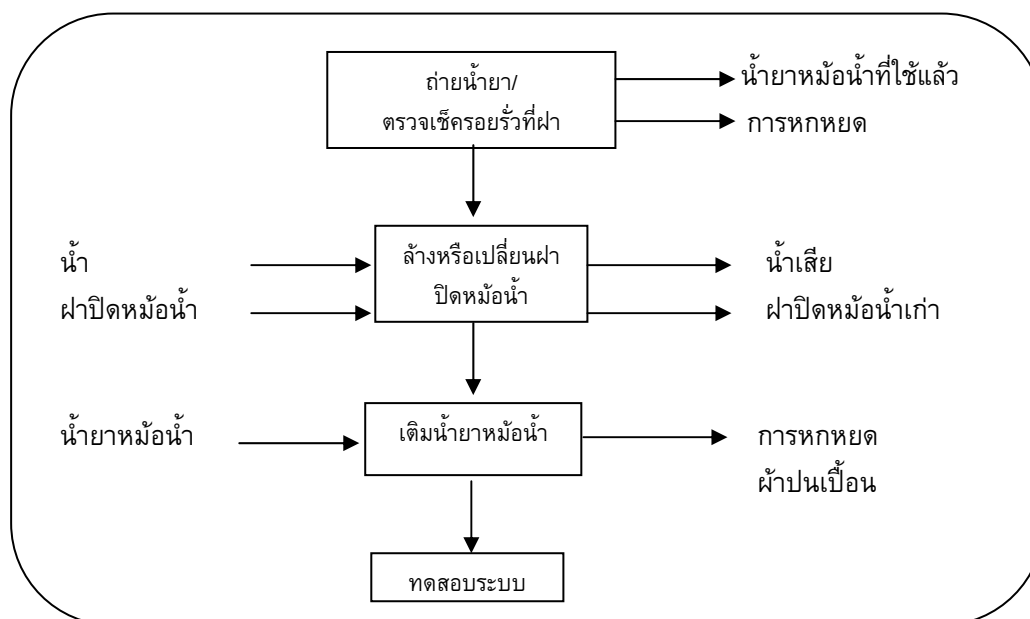 ถ่ายน้ำยา/
ตรวจเช็ครอยรั่วที่ฝา
น้ำยาหม้อน้ำที่ใช้แล้ว
การหกหยด
น้ำ
ฝาปิดหม้อน้ำ
ล้างหรือเปลี่ยนฝา
ปิดหม้อน้ำ
น้ำเสีย
ฝาปิดหม้อน้ำเก่า
น้ำยาหม้อน้ำ
เติมน้ำยาหม้อน้ำ
การหกหยด
ผ้าปนเปื้อน
ทดสอบระบบ